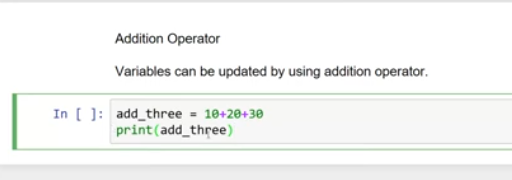 Addition Operator
Variables can be updated by using addition operator.
In [ ]: add_three = 10+20+30
print(add_three)